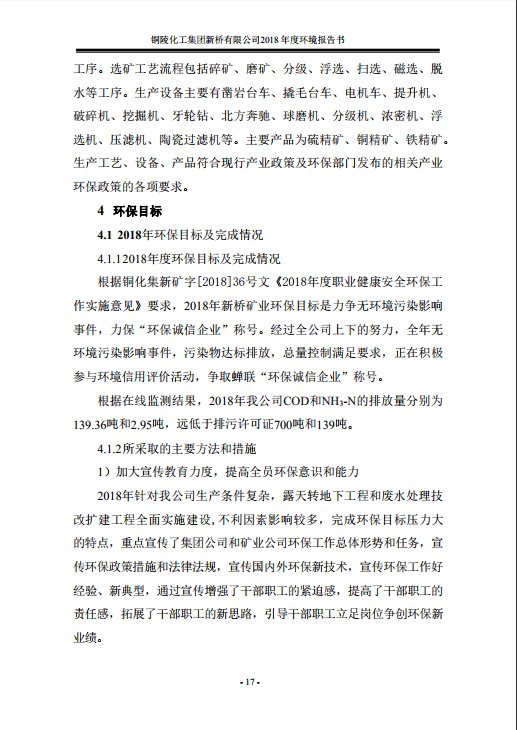 铜陵化工集团新桥有限公司2018年度环境报告书
工序。选矿工艺流程包括碎矿、磨矿、分级、浮选、扫选、磁选、脱
水等工序。生产设备主要有凿岩台车、撬毛台车、电机车、提升机、
破碎机、挖掘机、牙轮钻、北方奔驰、球磨机、分级机、浓密机、浮
选机、压滤机、陶瓷过滤机等。主要产品为硫精矿、铜精矿、铁精矿。
生产工艺、设备、产品符合现行产业政策及环保部门发布的相关产业
环保政策的各项要求。
4 环保目标
4.1 2018年环保目标及完成情况
4.1.1 2018年度环保目标及完成情况
根据铜化集新矿字[2018]36号文《2018年度职业健康安全环保工
作实施意见》要求，2018年新桥矿业环保目标是力争无环境污染影响
事件，力保“环保诚信企业”称号。经过全公司上下的努力，全年无
环境污染影响事件，污染物达标排放，总量控制满足要求，正在积极
参与环境信用评价活动，争取蝉联“环保诚信企业”称号。
根据在线监测结果，2018年我公司COD和NH₃-N的排放量分别为
139.36吨和2.95吨，远低于排污许可证700吨和139吨。
4.1.2所采取的主要方法和措施
1）加大宣传教育力度，提高全员环保意识和能力
2018年针对我公司生产条件复杂，露天转地下工程和废水处理技
改扩建工程全面实施建设,不利因素影响较多，完成环保目标压力大
的特点，重点宣传了集团公司和矿业公司环保工作总体形势和任务，宣
传环保政策措施和法律法规，宣传国内外环保新技术，宣传环保工作好
经验、新典型，通过宣传增强了干部职工的紧迫感，提高了干部职工的
责任感，拓展了干部职工的新思路，引导干部职工立足岗位争创环保新
业绩。
- 17 -